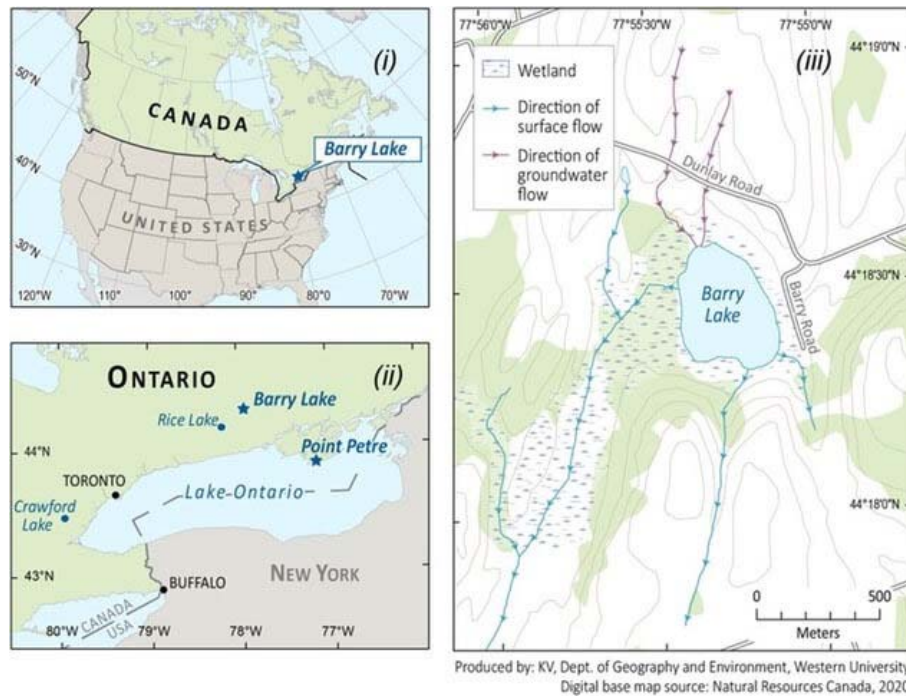 (i)
50°N
40°N
30°N
CANADA
Barry Lake
UNITED STATES
120°W
110°
100°
90°
80°
70°W
(ii)
ONTARIO
Barry Lake
Rice Lake
44°N
Point Petre
TORONTO
Lake Ontario
Crawford
Lake
43°N
BUFFALO
NEW YORK
CANADA
USA
80°W
79°W
78°W
77°W
77°56'0"W
77°55'30"W
77°55'0"W
(iii)
44°19'0"N
Wetland
Direction of
surface flow
Direction of
groundwater
flow
Dunlay Road
44°18'30"N
Barry
Lake
Barry Road
44°18'0"N
0
500
Meters
Produced by: KV, Dept. of Geography and Environment, Western University
Digital base map source: Natural Resources Canada, 2020